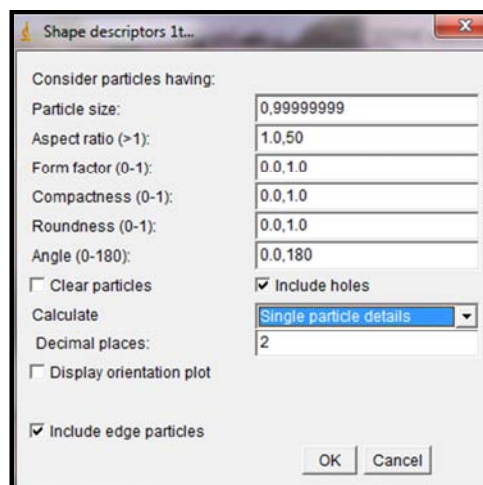 Shape descriptors 1t...
Consider particles having:
Particle size: 0,99999999
Aspect ratio (>1): 1.0,50
Form factor (0-1): 0.0,1.0
Compactness (0-1): 0.0,1.0
Roundness (0-1): 0.0,1.0
Angle (0-180): 0.0,180
Clear particles Include holes
Calculate Single particle details
Decimal places: 2
Display orientation plot
Include edge particles
OK Cancel